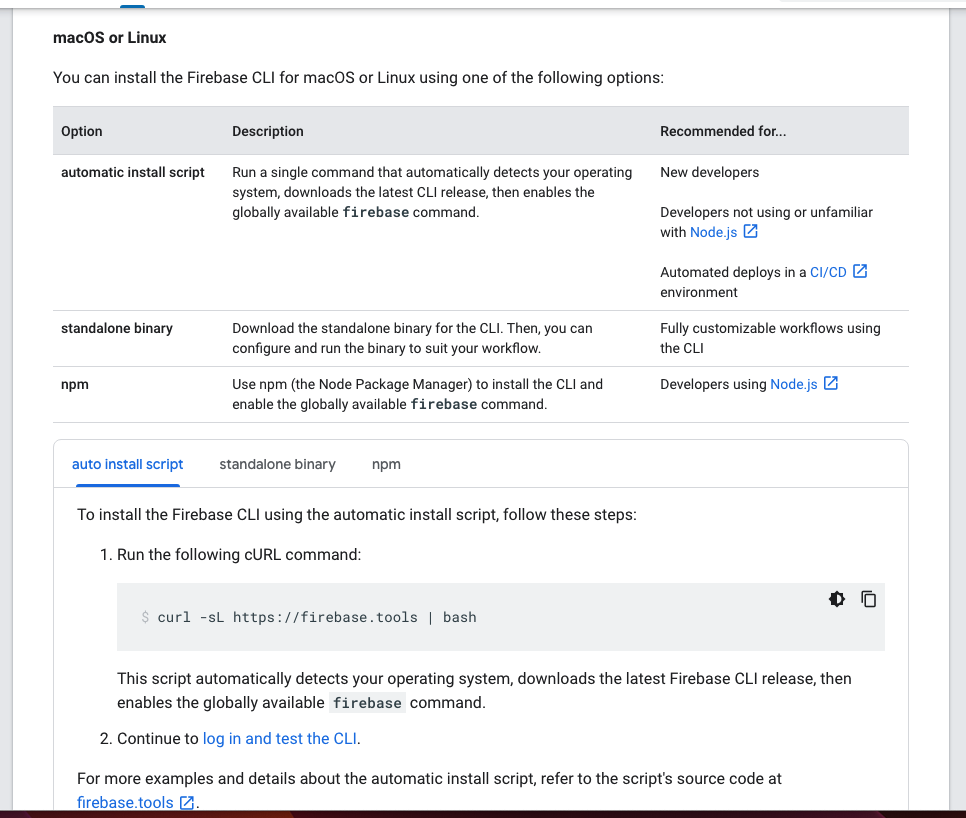 macOS or Linux
You can install the Firebase CLI for macOS or Linux using one of the following options:
Option Description Recommended for...
automatic install script
Run a single command that automatically detects your operating
system, downloads the latest CLI release, then enables the
globally available firebase command.
New developers
Developers not using or unfamiliar
with Node.js
Automated deploys in a CI/CD
environment
standalone binary
Download the standalone binary for the CLI. Then, you can
configure and run the binary to suit your workflow.
Fully customizable workflows using
the CLI
npm
Use npm (the Node Package Manager) to install the CLI and
enable the globally available firebase command.
Developers using Node.js
auto install script standalone binary npm
To install the Firebase CLI using the automatic install script, follow these steps:
1. Run the following cURL command:
$ curl -sL https://firebase.tools | bash
This script automatically detects your operating system, downloads the latest Firebase CLI release, then
enables the globally available firebase command.
2. Continue to log in and test the CLI.
For more examples and details about the automatic install script, refer to the script's source code at
firebase.tools.